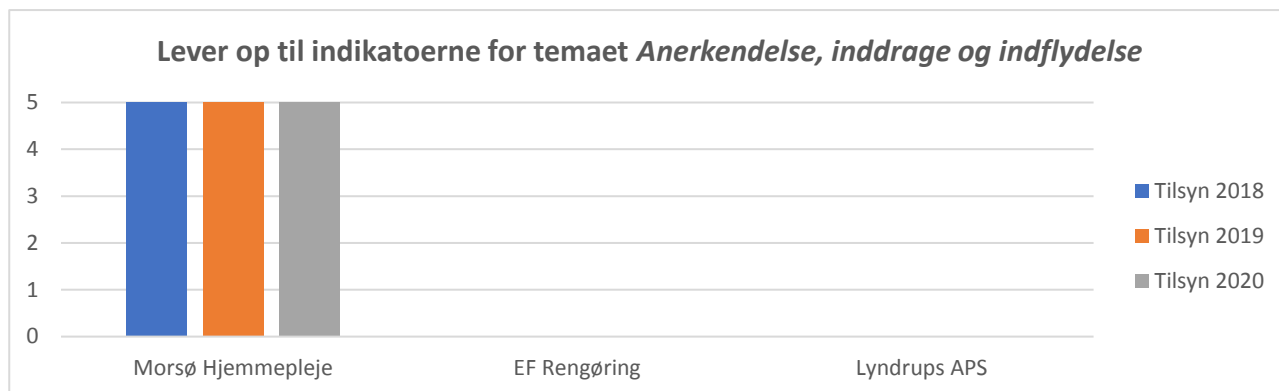 Lever op til indikatoerne for temaet Anerkendelse, inddrage og indflydelse
5
4
3
2
1
0
Morsø Hjemmepleje
EF Rengøring
Lyndrups APS
Tilsyn 2018
Tilsyn 2019
Tilsyn 2020